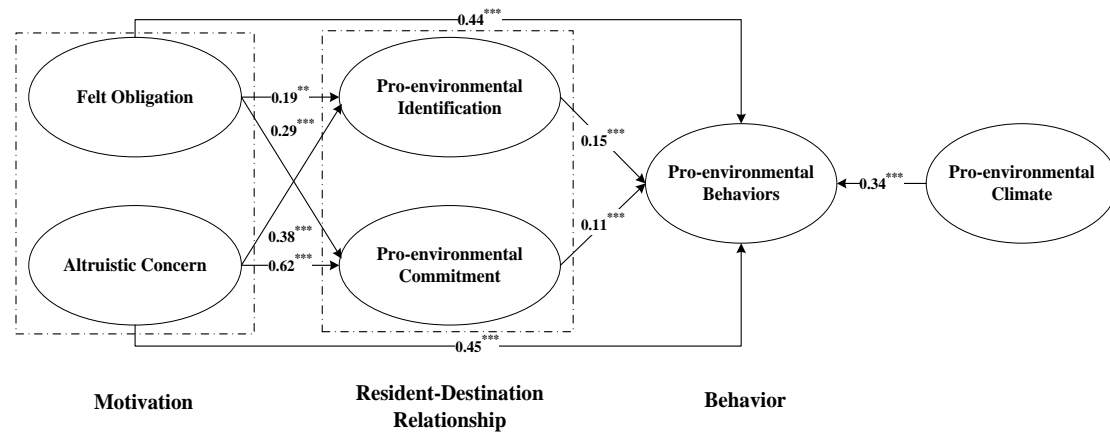 0.44***
Felt Obligation
0.19**
Pro-environmental
Identification
0.29***
0.15***
Pro-environmental
Behaviors
0.34***
Pro-environmental
Climate
Altruistic Concern
0.38***
0.62***
Pro-environmental
Commitment
0.11***
0.45***
Motivation
Resident-Destination
Relationship
Behavior